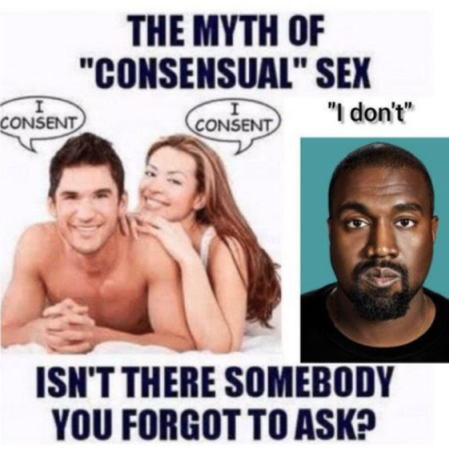 THE MYTH OF
"CONSENSUAL" SEX
I
CONSENT
I
CONSENT
"I don't"
ISN'T THERE SOMEBODY
YOU FORGOT TO ASK?